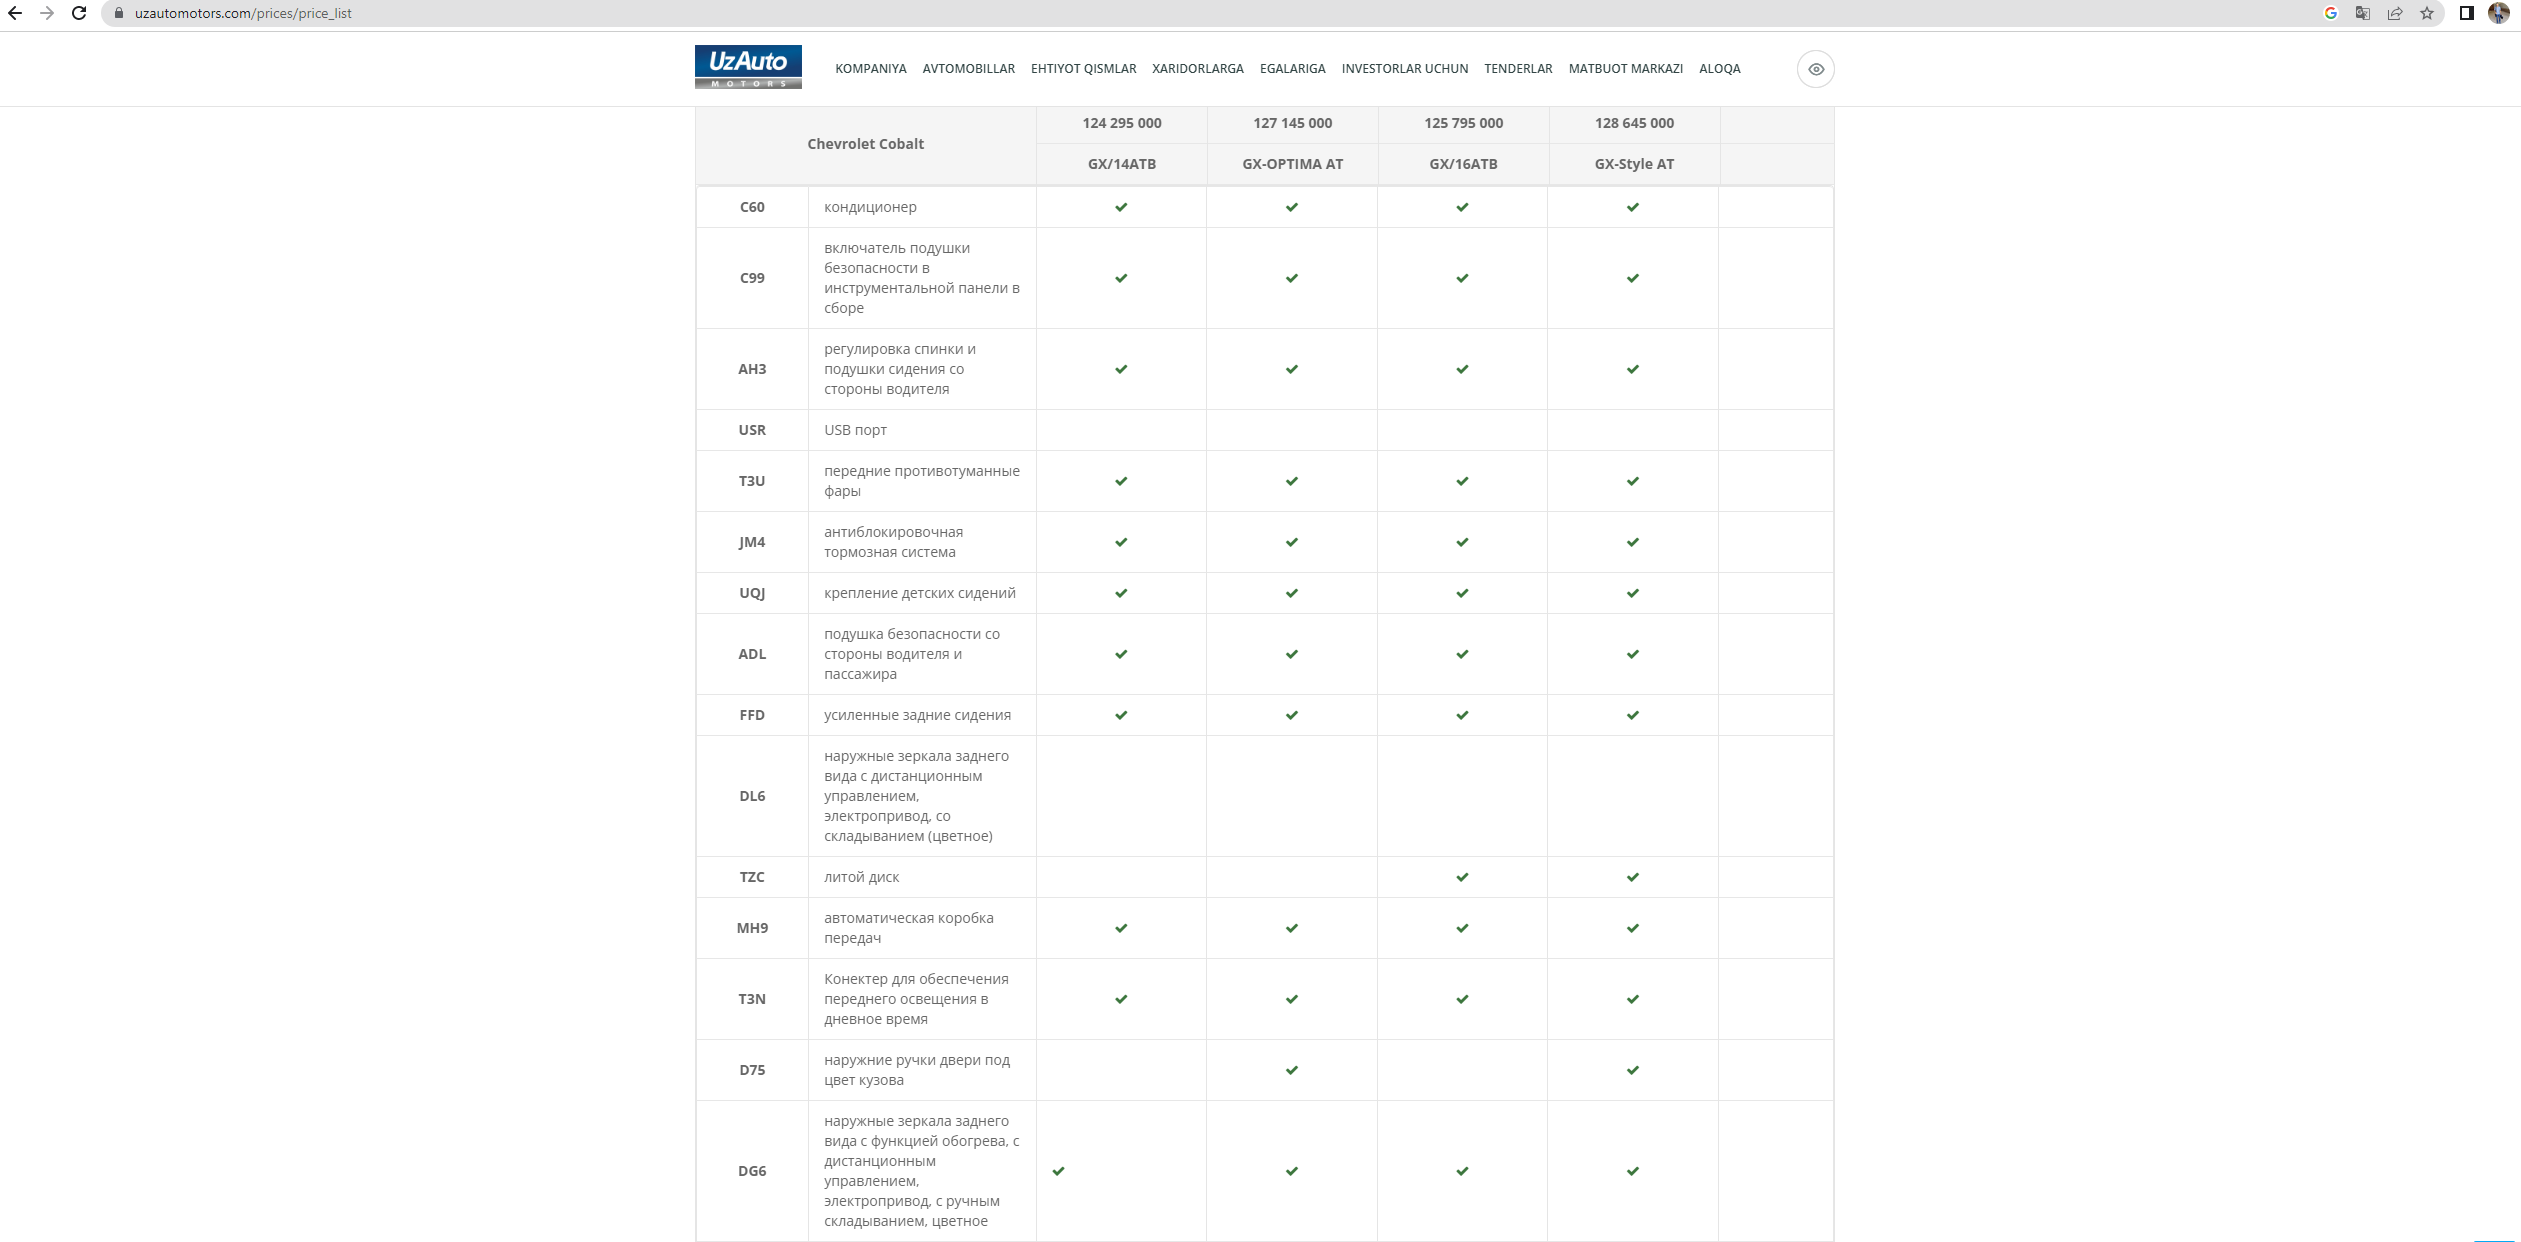 uzautomotors.com/prices/price_list
UzAuto
MOTORS
KOMPANIYA AVTOMOBILLAR EHTIYOT QISMLAR XARIDORLARGA EGALARIGA INVESTORLAR UCHUN TENDERLAR MATBUOT MARKAZI ALOQA
Chevrolet Cobalt
124 295 000 127 145 000 125 795 000 128 645 000
GX/14ATB GX-OPTIMA AT GX/16ATB GX-Style AT
C60 кондиционер
C99
включатель подушки
безопасности в
инструментальной панели в
сборе
AH3
регулировка спинки и
подушки сидения со
стороны водителя
USR USB порт
T3U
передние противотуманные
фары
JM4
антиблокировочная
тормозная система
UQJ крепление детских сидений
ADL
подушка безопасности со
стороны водителя и
пассажира
FFD усиленные задние сидения
DL6
наружные зеркала заднего
вида с дистанционным
управлением,
электропривод, со
складыванием (цветное)
TZC литой диск
MH9
автоматическая коробка
передач
T3N
Конектер для обеспечения
переднего освещения в
дневное время
D75
наружние ручки двери под
цвет кузова
DG6
наружные зеркала заднего
вида с функцией обогрева, с
дистанционным
управлением,
электропривод, с ручным
складыванием, цветное